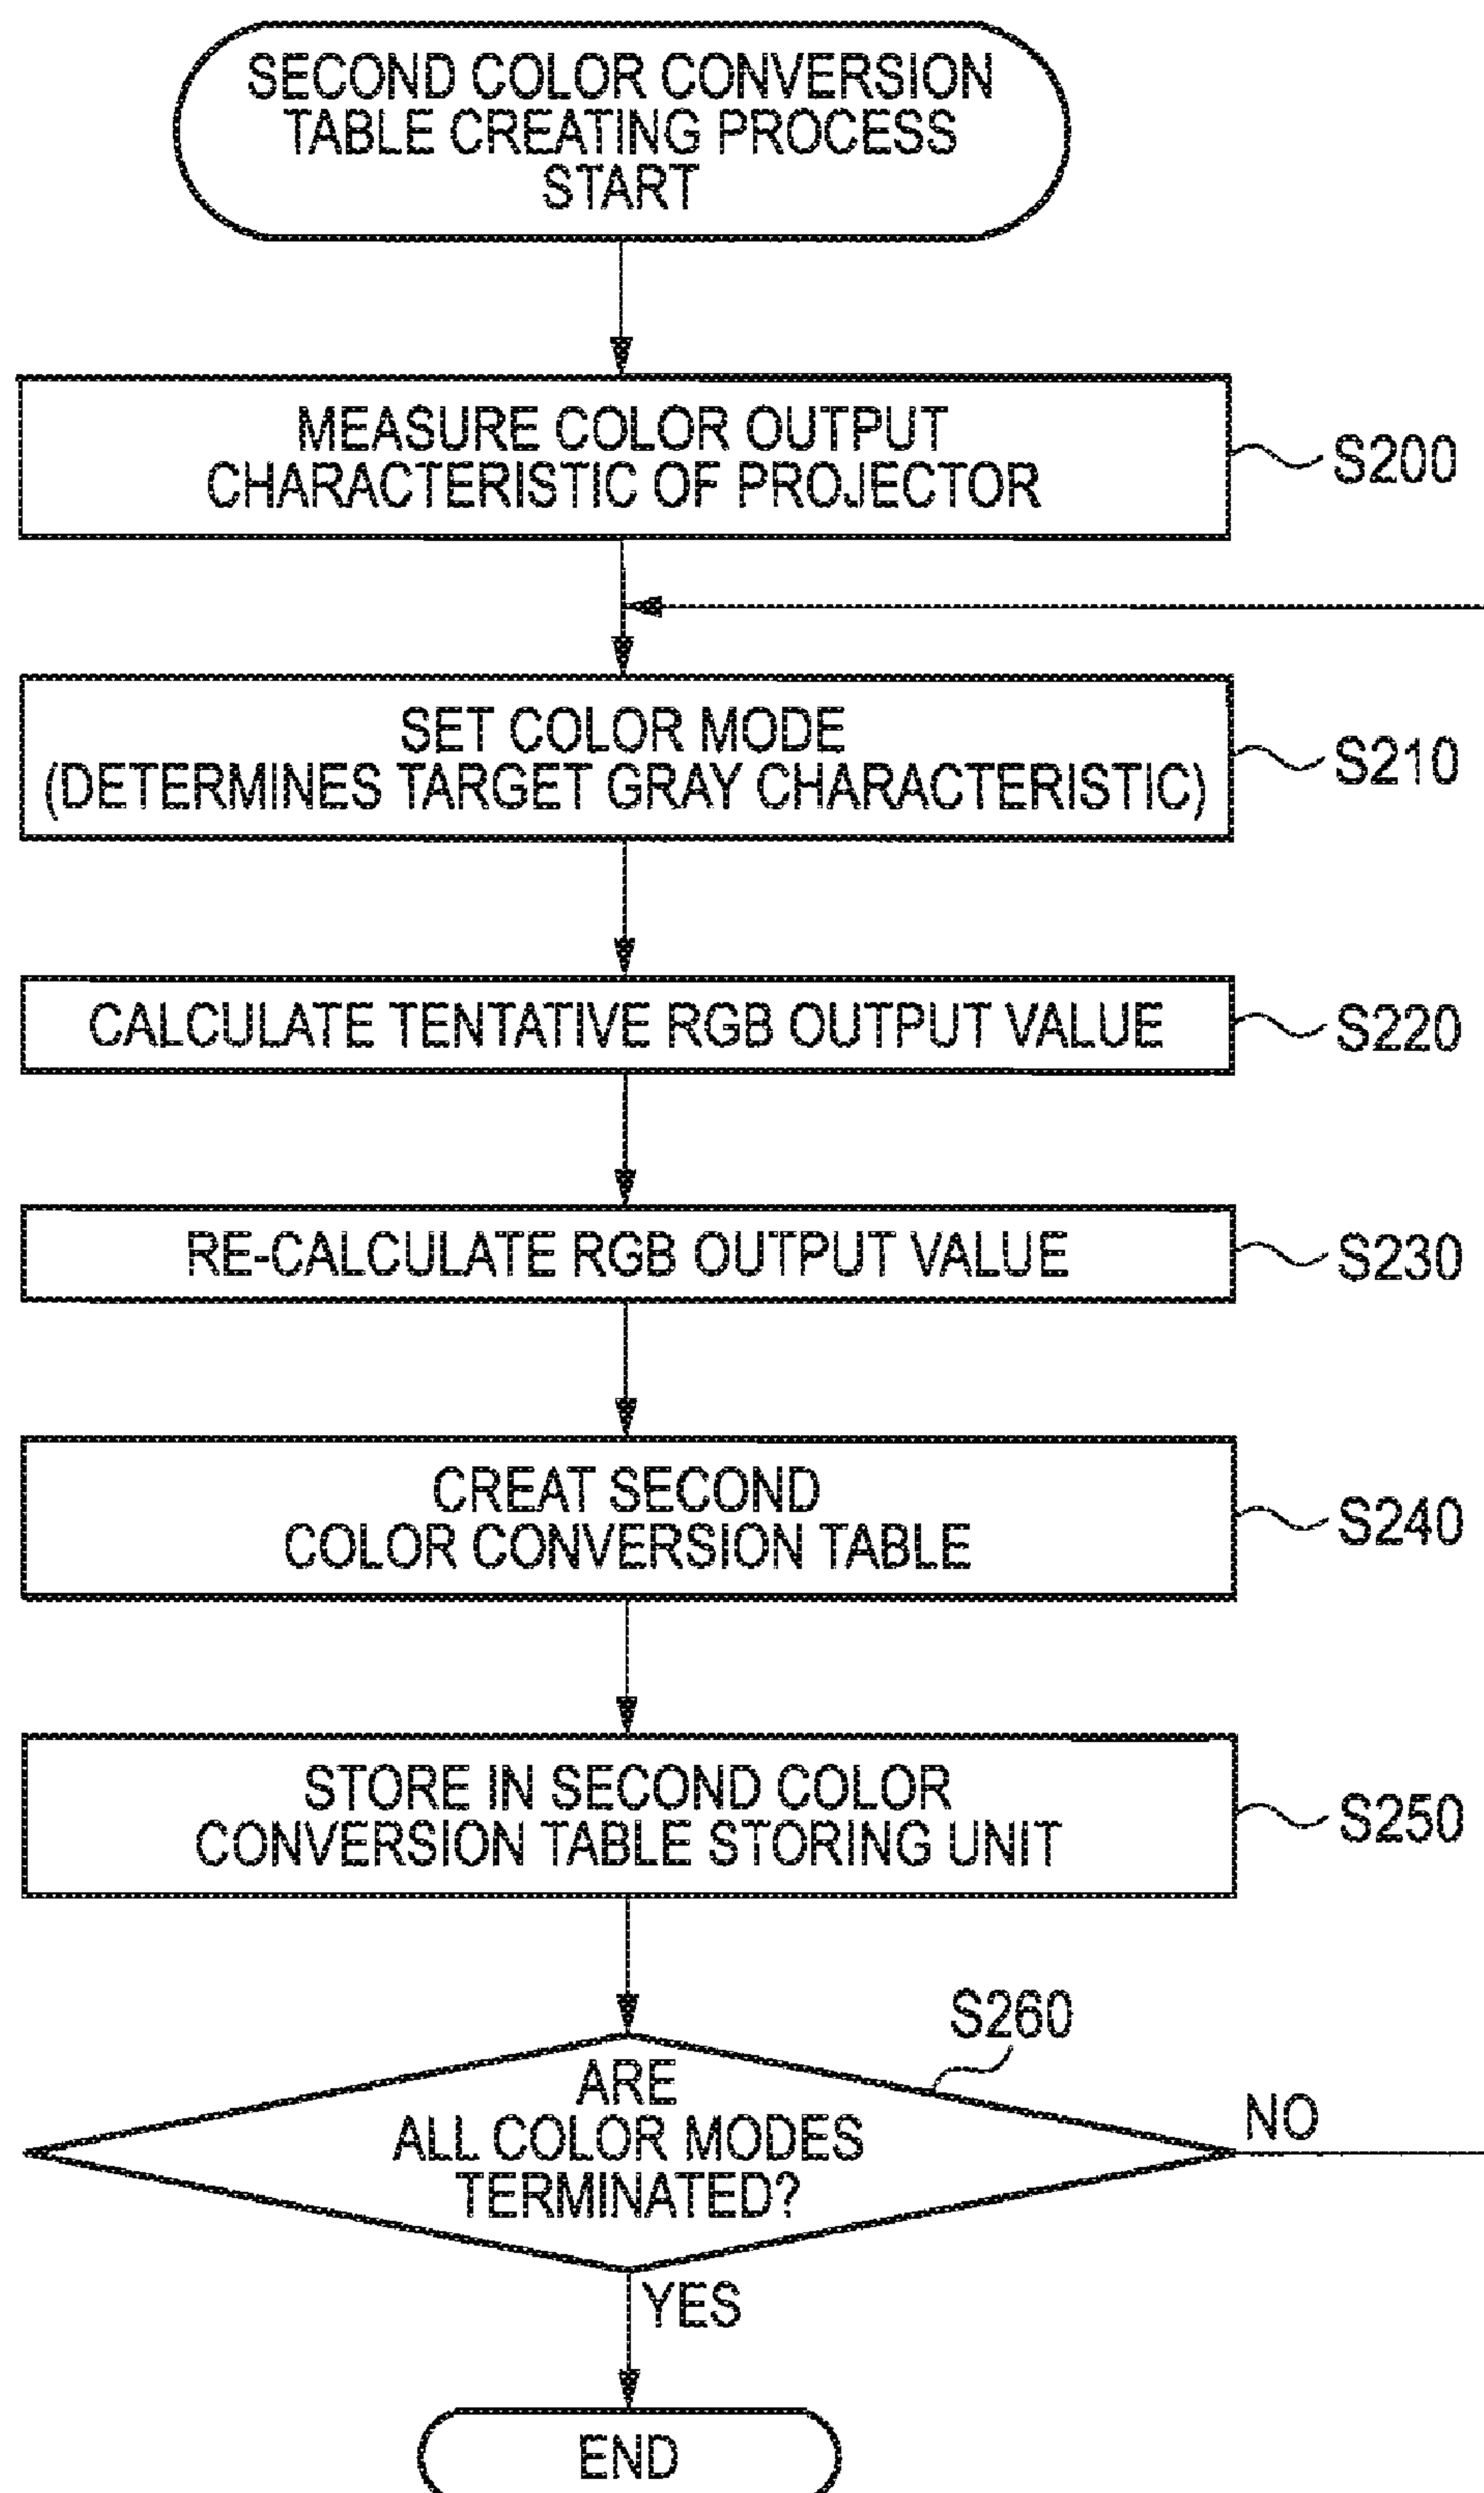 SECOND COLOR CONVERSION
TABLE CREATING PROCESS
START
MEASURE COLOR OUTPUT
CHARACTERISTIC OF PROJECTOR
S200
SET COLOR MODE
(DETERMINES TARGET GRAY CHARACTERISTIC)
S210
CALCULATE TENTATIVE RGB OUTPUT VALUE
S220
RE-CALCULATE RGB OUTPUT VALUE
S230
CREAT SECOND
COLOR CONVERSION TABLE
S240
STORE IN SECOND COLOR
CONVERSION TABLE STORING UNIT
S250
S260
ARE
ALL COLOR MODES
TERMINATED?
NO
YES
END